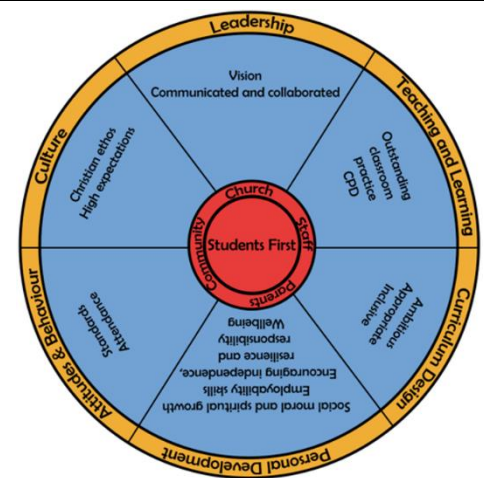 Leadership
Vision
Communicated and collaborated
Teaching and Learning
Outstanding
classroom
practice
CPD
Curriculum Design
Ambitious
Appropriate
Inclusive
Personal Development
Social moral and spiritual growth
Employability skills
Encouraging independence,
resilience and
responsibility
Wellbeing
Attitudes & Behaviour
Standards
Attendance
Culture
Christian ethos
High expectations
Church
Staff
Parents
Community
Students First